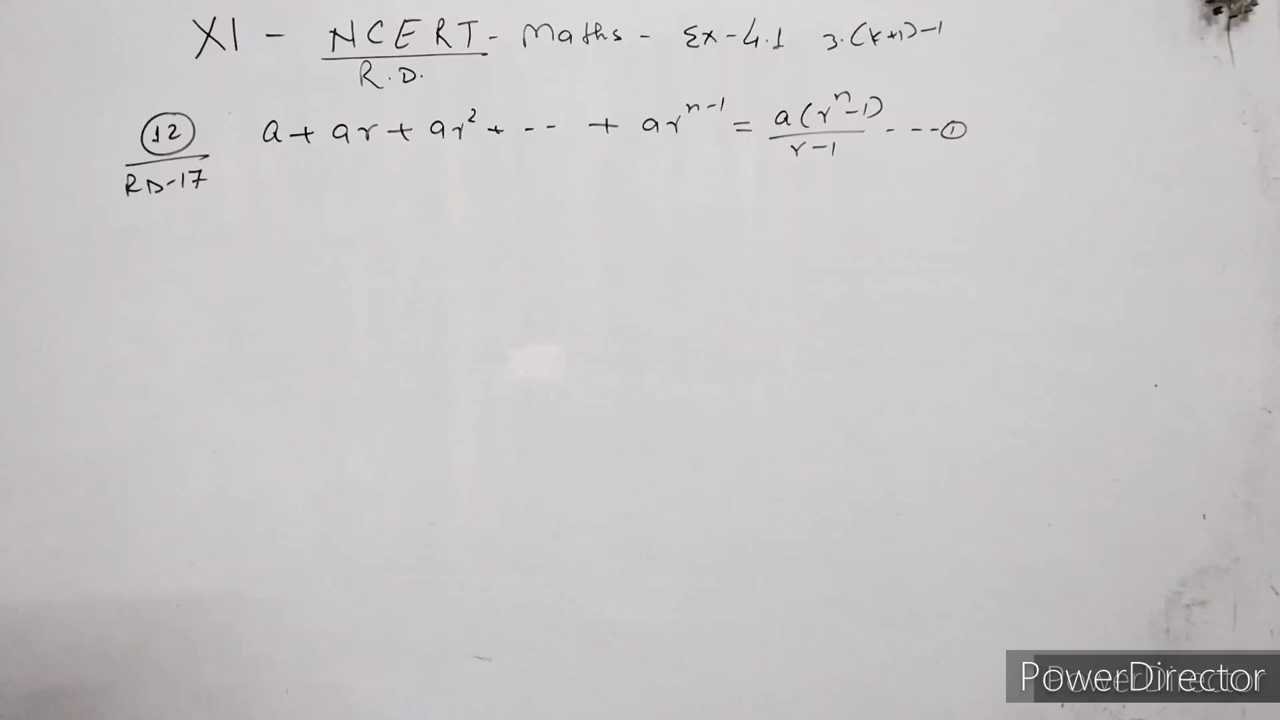 XI - NCERT - Maths - Ex - 4.1 3.(k+1)-1
R.D.
12 a + ar + ar² + -- + arⁿ⁻¹ = a(rⁿ-1)/r-1 ---①
RD-17
PowerDirector